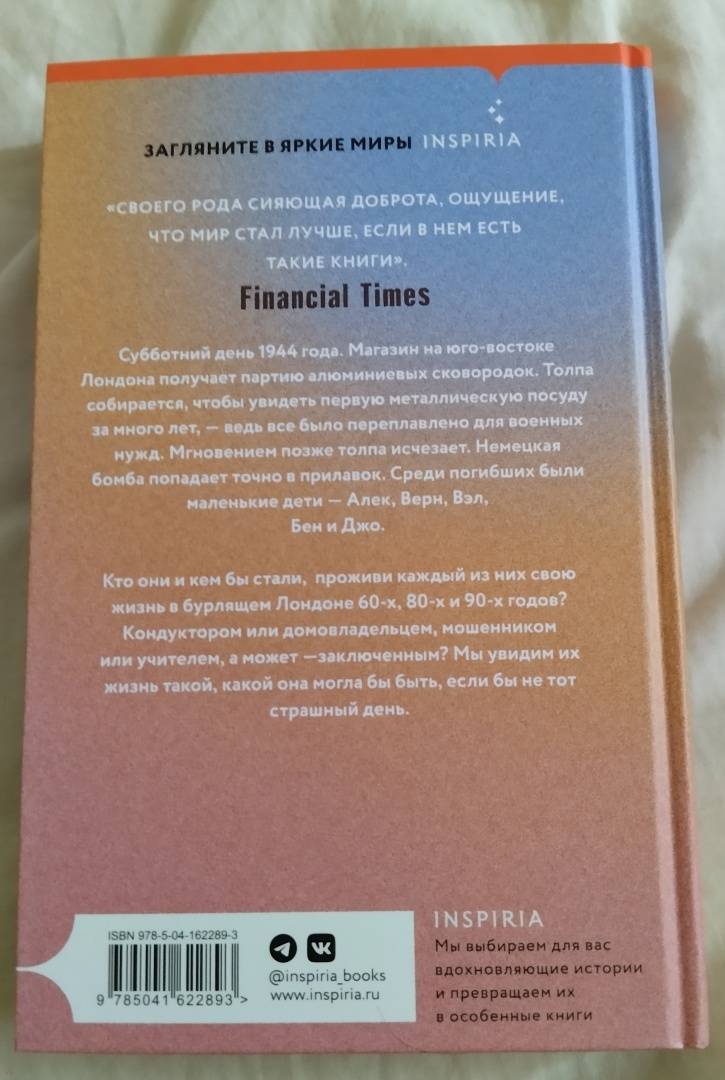 ЗАГЛЯНИТЕ В ЯРКИЕ МИРЫ INSPIRIA
«СВОЕГО РОДА СИЯЮЩАЯ ДОБРОТА, ОЩУЩЕНИЕ,
ЧТО МИР СТАЛ ЛУЧШЕ, ЕСЛИ В НЕМ ЕСТЬ
ТАКИЕ КНИГИ».
Financial Times
Субботний день 1944 года. Магазин на юго-востоке
Лондона получает партию алюминиевых сковородок. Толпа
собирается, чтобы увидеть первую металлическую посуду
за много лет, — ведь все было переплавлено для военных
нужд. Мгновением позже толпа исчезает. Немецкая
бомба попадает точно в прилавок. Среди погибших были
маленькие дети — Алек, Верн, Вэл,
Бен и Джо.
Кто они и кем бы стали, проживи каждый из них свою
жизнь в бурлящем Лондоне 60-х, 80-х и 90-х годов?
Кондуктором или домовладельцем, мошенником
или учителем, а может —заключенным? Мы увидим их
жизнь такой, какой она могла бы быть, если бы не тот
страшный день.
ISBN 978-5-04-162289-3
9 785041 622893 >
@inspiria_books
www.inspiria.ru
INSPIRIA
Мы выбираем для вас
вдохновляющие истории
и превращаем их
в особенные книги